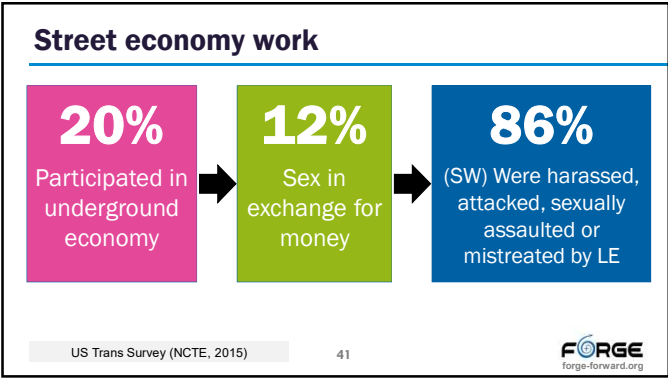 Street economy work
20%
Participated in
underground
economy
12%
Sex in
exchange for
money
86%
(SW) Were harassed,
attacked, sexually
assaulted or
mistreated by LE
US Trans Survey (NCTE, 2015)
41
FORGE
forge-forward.org